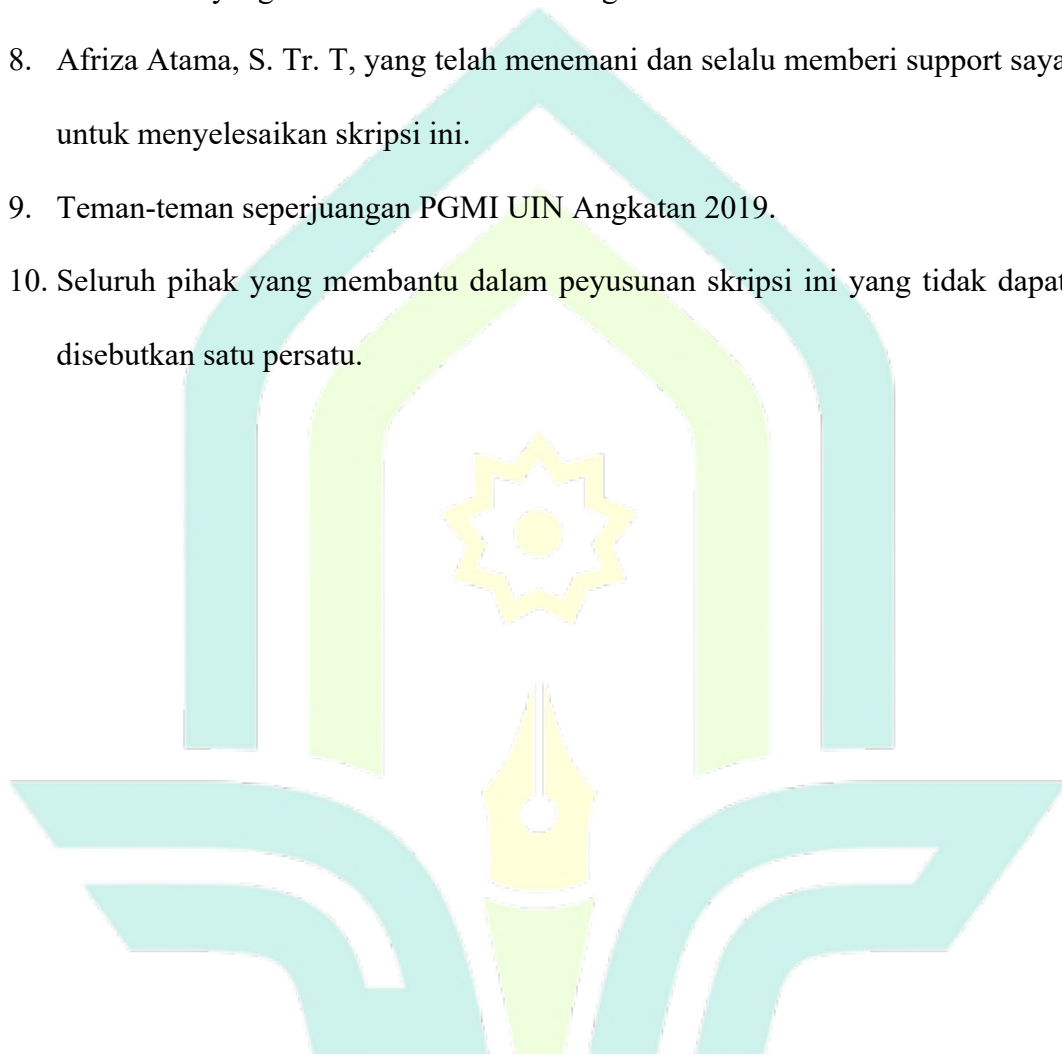 8. Afriza Atama, S. Tr. T, yang telah menemani dan selalu memberi support saya
untuk menyelesaikan skripsi ini.
9. Teman-teman seperjuangan PGMI UIN Angkatan 2019.
10. Seluruh pihak yang membantu dalam peyusunan skripsi ini yang tidak dapat
disebutkan satu persatu.